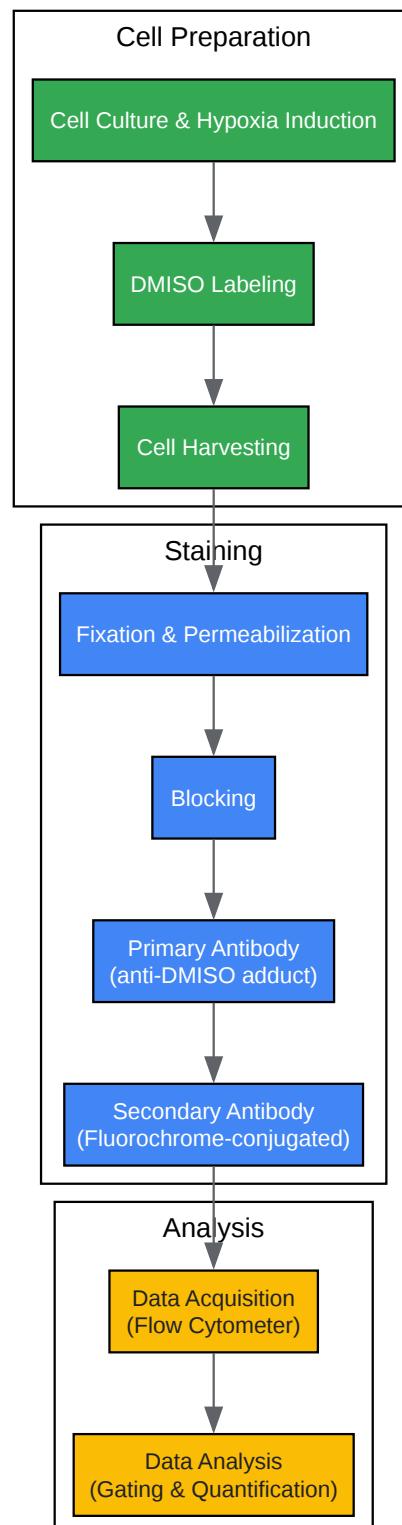 Cell Preparation
Cell Culture & Hypoxia Induction
DMISO Labeling
Cell Harvesting
Staining
Fixation & Permeabilization
Blocking
Primary Antibody
(anti-DMISO adduct)
Secondary Antibody
(Fluorochrome-conjugated)
Analysis
Data Acquisition
(Flow Cytometer)
Data Analysis
(Gating & Quantification)